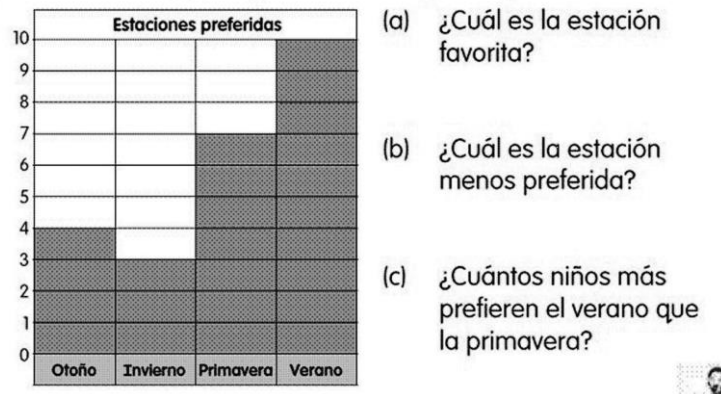 Estaciones preferidas
10
9
8
7
6
5
4
3
2
1
0
Otoño Invierno Primavera Verano
(a) ¿Cuál es la estación
favorita?
(b) ¿Cuál es la estación
menos preferida?
(c) ¿Cuántos niños más
prefieren el verano que
la primavera?